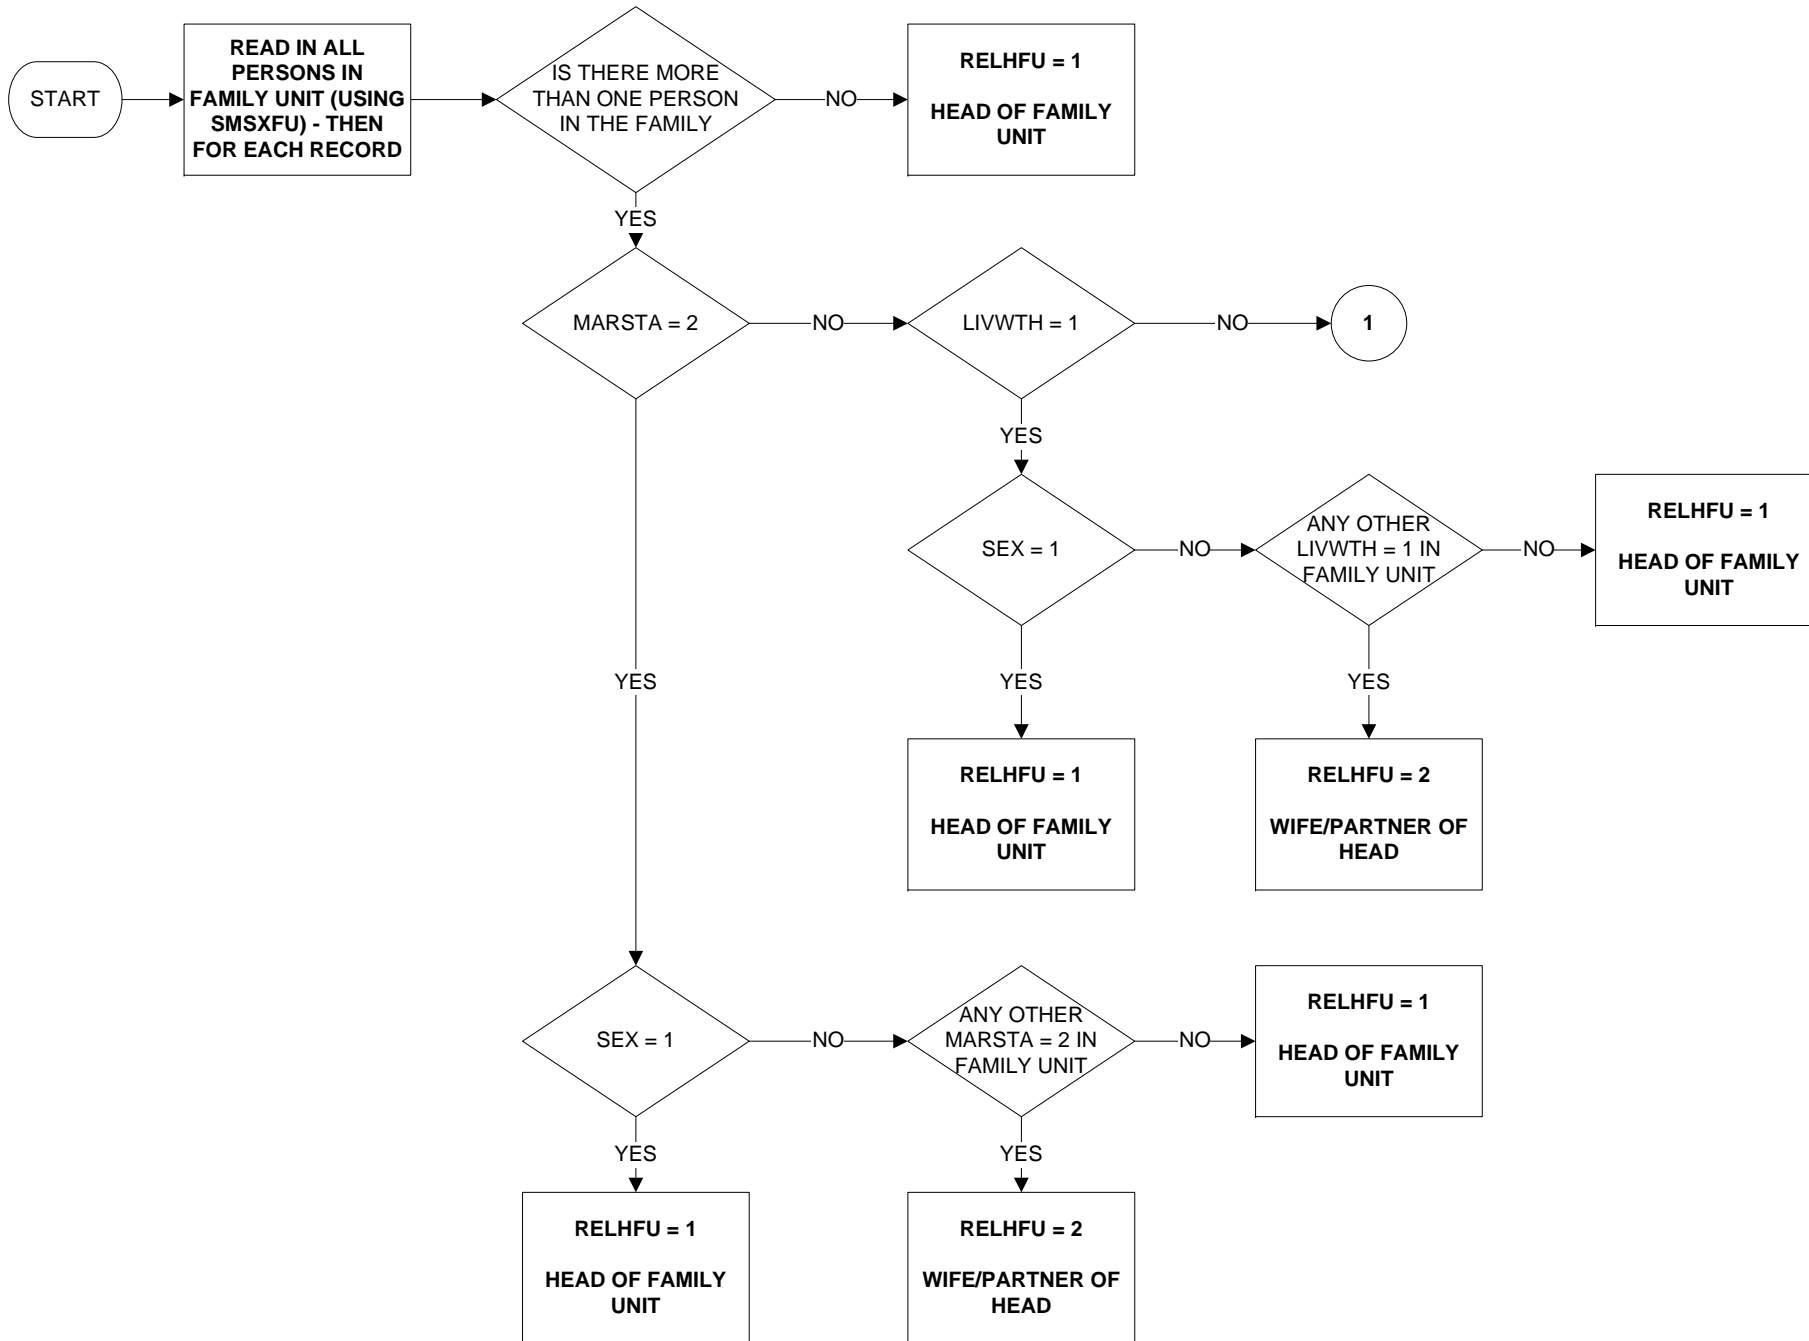 START
READ IN ALL
PERSONS IN
FAMILY UNIT (USING
SMSXFU) - THEN
FOR EACH RECORD
IS THERE MORE
THAN ONE PERSON
IN THE FAMILY
NO
RELHFU = 1
HEAD OF FAMILY
UNIT
YES
MARSTA = 2
NO
LIVWTH = 1
NO
1
YES
SEX = 1
NO
ANY OTHER
LIVWTH = 1 IN
FAMILY UNIT
NO
RELHFU = 1
HEAD OF FAMILY
UNIT
YES
YES
YES
RELHFU = 1
HEAD OF FAMILY
UNIT
RELHFU = 2
WIFE/PARTNER OF
HEAD
SEX = 1
NO
ANY OTHER
MARSTA = 2 IN
FAMILY UNIT
NO
RELHFU = 1
HEAD OF FAMILY
UNIT
YES
YES
RELHFU = 1
HEAD OF FAMILY
UNIT
RELHFU = 2
WIFE/PARTNER OF
HEAD